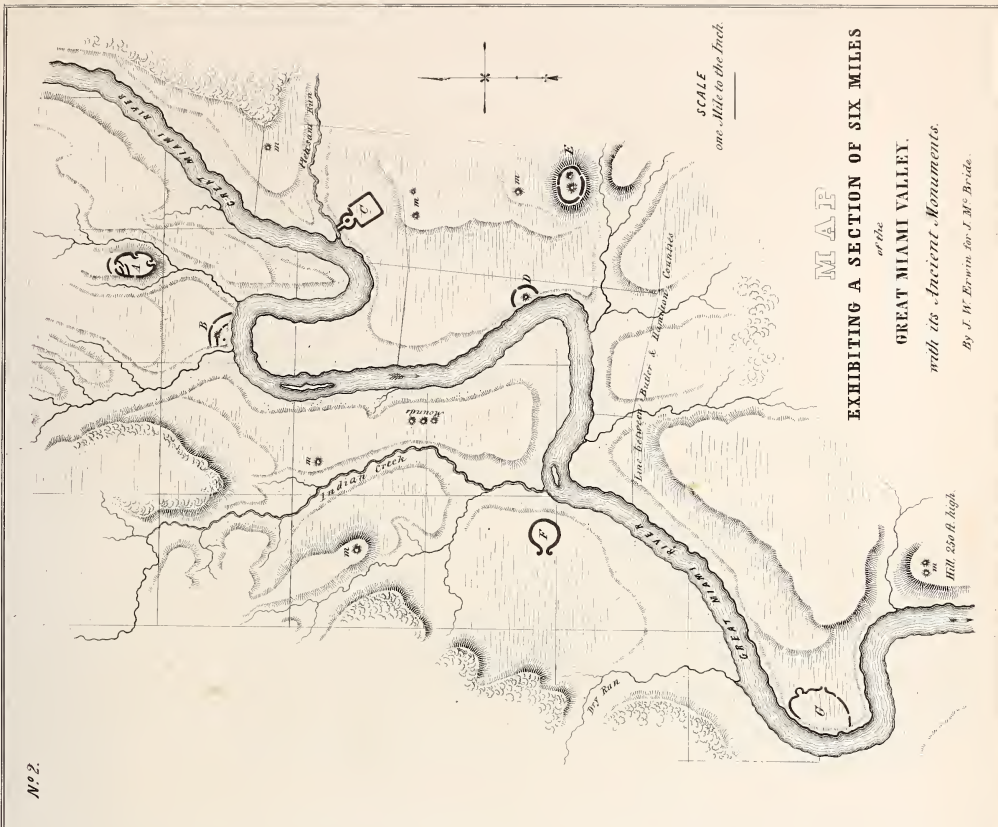 N.º 2.
MAP
EXHIBITING A SECTION OF SIX MILES
of the
GREAT MIAMI VALLEY,
with its Ancient Monuments.
By J. W. Erwin for J. McBride.
SCALE
one Mile to the Inch.
GREAT MIAMI RIVER
Pleasant Run
m
A
B
C
m
m
E
D
Mounds
m
Indian Creek
m
F
Line between Butler & Hamilton Counties
GREAT MIAMI RIVER
Dry Run
G
m
Hill, 250 ft. high.